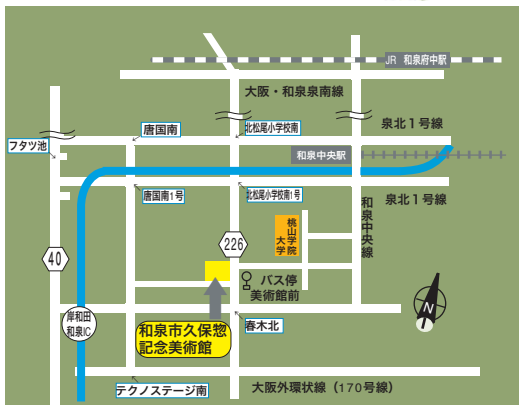 JR 和泉府中駅
大阪・和泉泉南線
泉北1号線
唐国南
北松尾小学校南
フタツ池
和泉中央駅
唐国南1号
北松尾小学校南1号
泉北1号線
和泉中央線
桃山学院大学
226
40
バス停
美術館前
N
岸和田
和泉IC
春木北
和泉市久保惣
記念美術館
テクノステージ南
大阪外環状線（170号線）